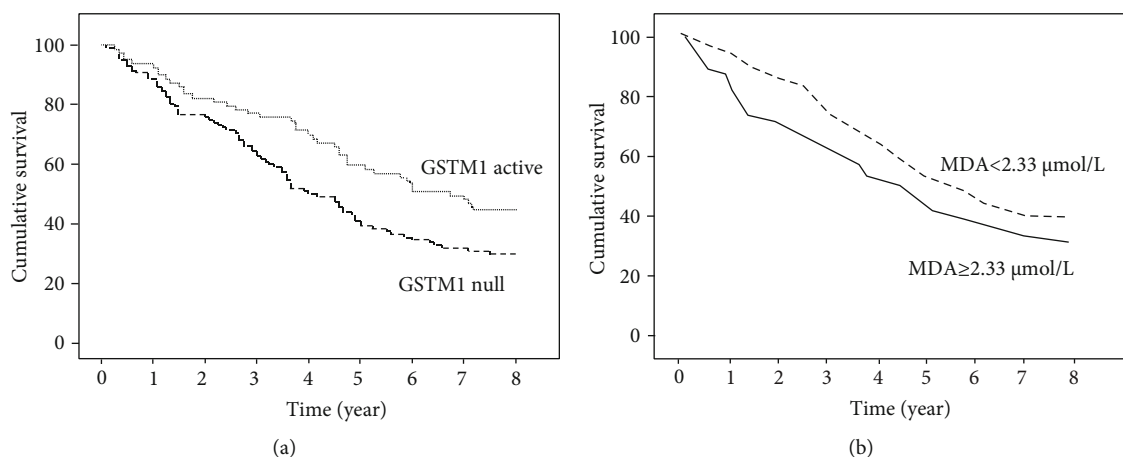 100
80
60
40
20
0
Cumulative survival
GSTM1 active
GSTM1 null
0 1 2 3 4 5 6 7 8
Time (year)
(a)
100
80
60
40
20
0
Cumulative survival
MDA<2.33 μmol/L
MDA≥2.33 μmol/L
0 1 2 3 4 5 6 7 8
Time (year)
(b)